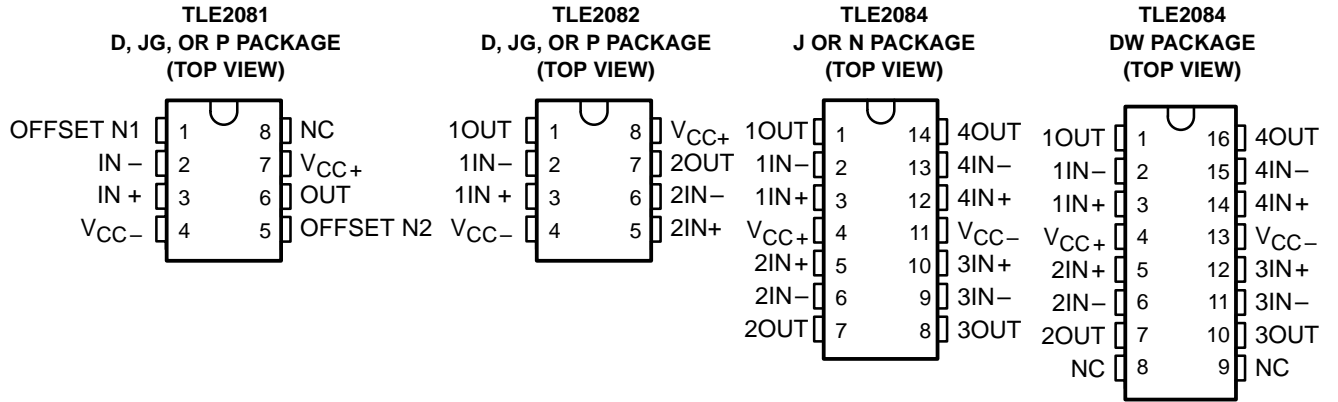 TLE2081
D, JG, OR P PACKAGE
(TOP VIEW)
OFFSET N1 1 8 NC
IN − 2 7 VCC +
IN + 3 6 OUT
VCC − 4 5 OFFSET N2
TLE2082
D, JG, OR P PACKAGE
(TOP VIEW)
1OUT 1 8 VCC+
1IN− 2 7 2OUT
1IN + 3 6 2IN−
VCC− 4 5 2IN+
TLE2084
J OR N PACKAGE
(TOP VIEW)
1OUT 1 14 4OUT
1IN− 2 13 4IN−
1IN+ 3 12 4IN+
VCC+ 4 11 VCC−
2IN+ 5 10 3IN+
2IN− 6 9 3IN−
2OUT 7 8 3OUT
TLE2084
DW PACKAGE
(TOP VIEW)
1OUT 1 16 4OUT
1IN− 2 15 4IN−
1IN+ 3 14 4IN+
VCC+ 4 13 VCC−
2IN+ 5 12 3IN+
2IN− 6 11 3IN−
2OUT 7 10 3OUT
NC 8 9 NC